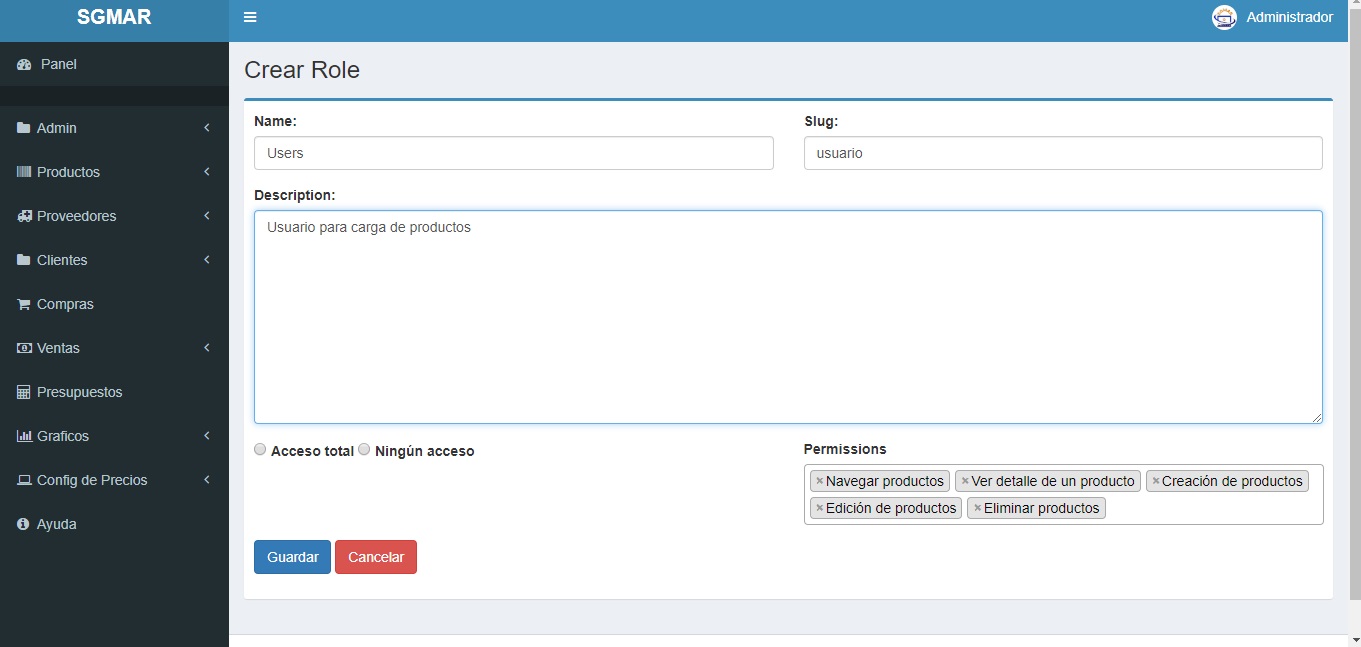 SGMAR
Administrador
Panel
Admin
Productos
Proveedores
Clientes
Compras
Ventas
Presupuestos
Graficos
Config de Precios
Ayuda
Crear Role
Name:
Users
Slug:
usuario
Description:
Usuario para carga de productos
Acceso total Ningún acceso
Permissions
× Navegar productos × Ver detalle de un producto × Creación de productos
× Edición de productos × Eliminar productos
Guardar Cancelar